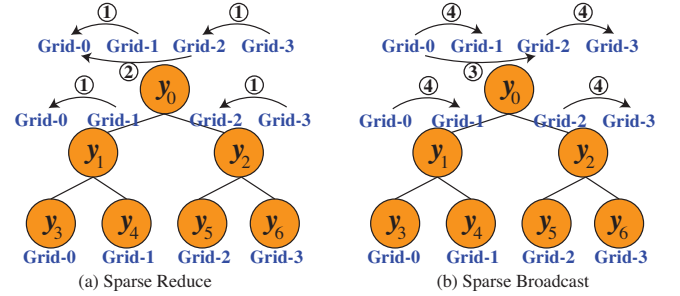 ① ①
Grid-0 Grid-1 Grid-2 Grid-3
②
y0
① ①
Grid-0 Grid-1 Grid-2 Grid-3
y1 y2
y3 y4 y5 y6
Grid-0 Grid-1 Grid-2 Grid-3
(a) Sparse Reduce
④ ④
Grid-0 Grid-1 Grid-2 Grid-3
③
y0
④ ④
Grid-0 Grid-1 Grid-2 Grid-3
y1 y2
y3 y4 y5 y6
Grid-0 Grid-1 Grid-2 Grid-3
(b) Sparse Broadcast